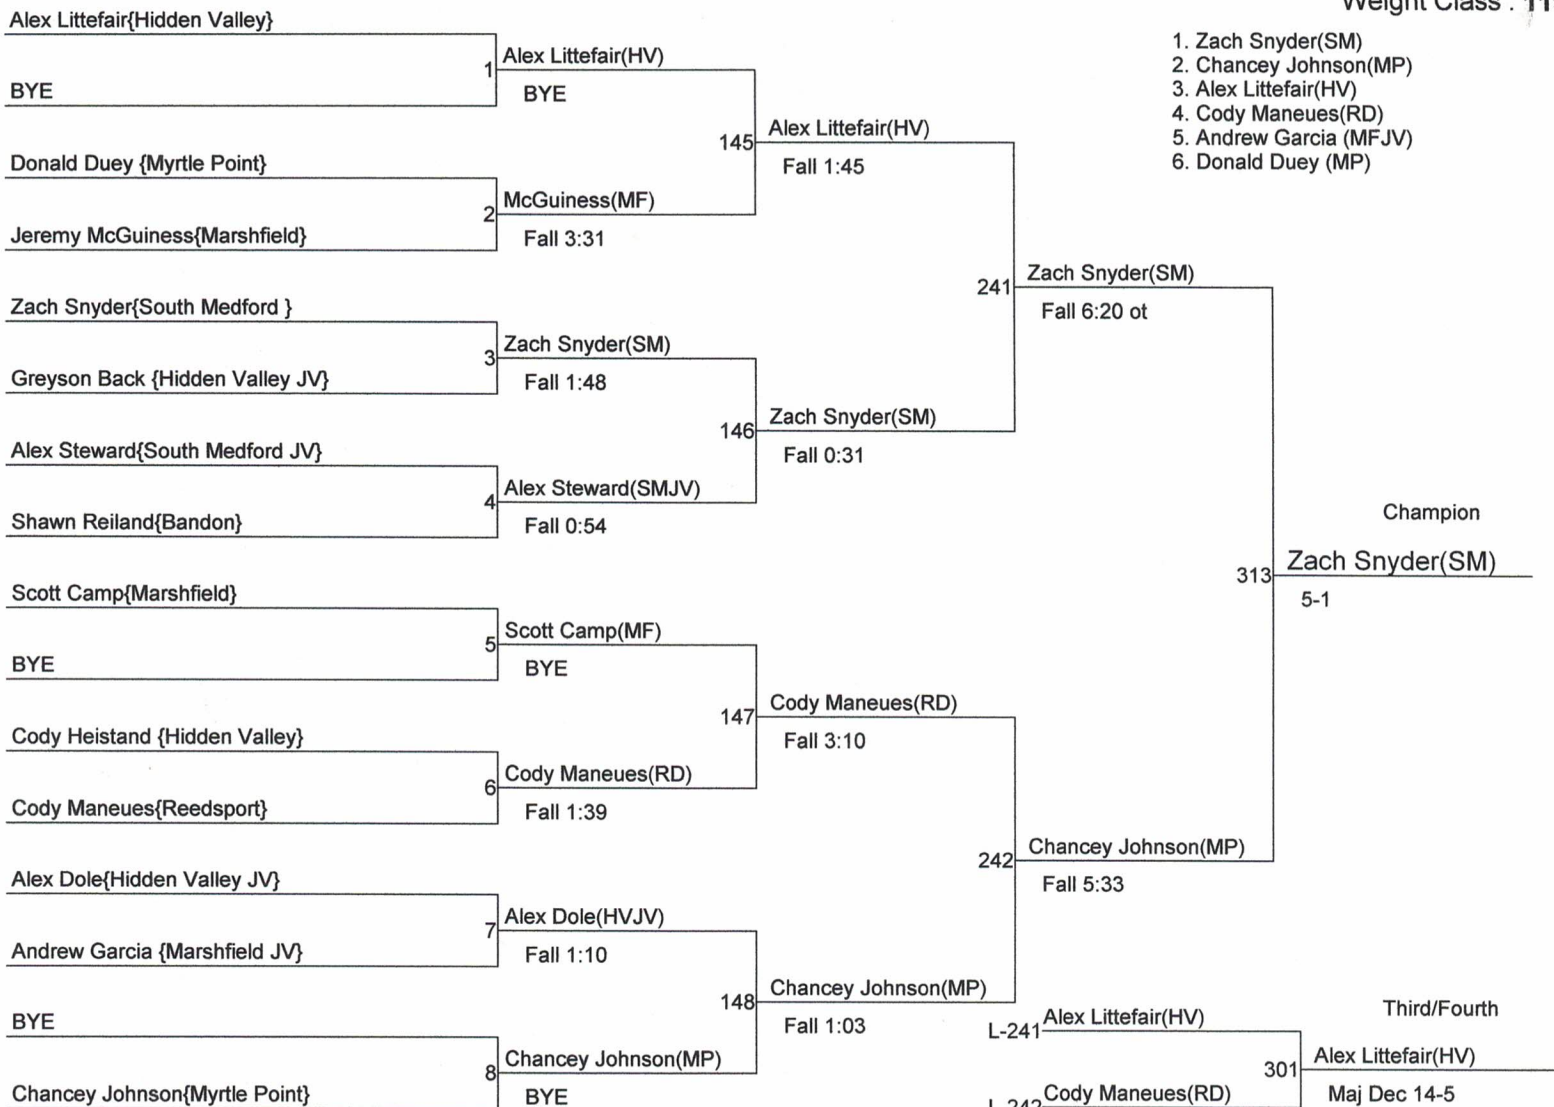 Weight Class : 11
1. Zach Snyder(SM)
2. Chancey Johnson(MP)
3. Alex Littefair(HV)
4. Cody Maneues(RD)
5. Andrew Garcia (MFJV)
6. Donald Duey (MP)
Alex Littefair{Hidden Valley}
BYE
1 Alex Littefair(HV)
BYE
Donald Duey {Myrtle Point}
Jeremy McGuiness{Marshfield}
2 McGuiness(MF)
Fall 3:31
145 Alex Littefair(HV)
Fall 1:45
Zach Snyder{South Medford }
Greyson Back {Hidden Valley JV}
3 Zach Snyder(SM)
Fall 1:48
Alex Steward{South Medford JV}
Shawn Reiland{Bandon}
4 Alex Steward(SMJV)
Fall 0:54
146 Zach Snyder(SM)
Fall 0:31
241 Zach Snyder(SM)
Fall 6:20 ot
Scott Camp{Marshfield}
BYE
5 Scott Camp(MF)
BYE
Cody Heistand {Hidden Valley}
Cody Maneues{Reedsport}
6 Cody Maneues(RD)
Fall 1:39
147 Cody Maneues(RD)
Fall 3:10
Alex Dole{Hidden Valley JV}
Andrew Garcia {Marshfield JV}
7 Alex Dole(HVJV)
Fall 1:10
BYE
Chancey Johnson{Myrtle Point}
8 Chancey Johnson(MP)
BYE
148 Chancey Johnson(MP)
Fall 1:03
242 Chancey Johnson(MP)
Fall 5:33
Champion
313 Zach Snyder(SM)
5-1
Third/Fourth
L-241 Alex Littefair(HV)
L-242 Cody Maneues(RD)
301 Alex Littefair(HV)
Maj Dec 14-5